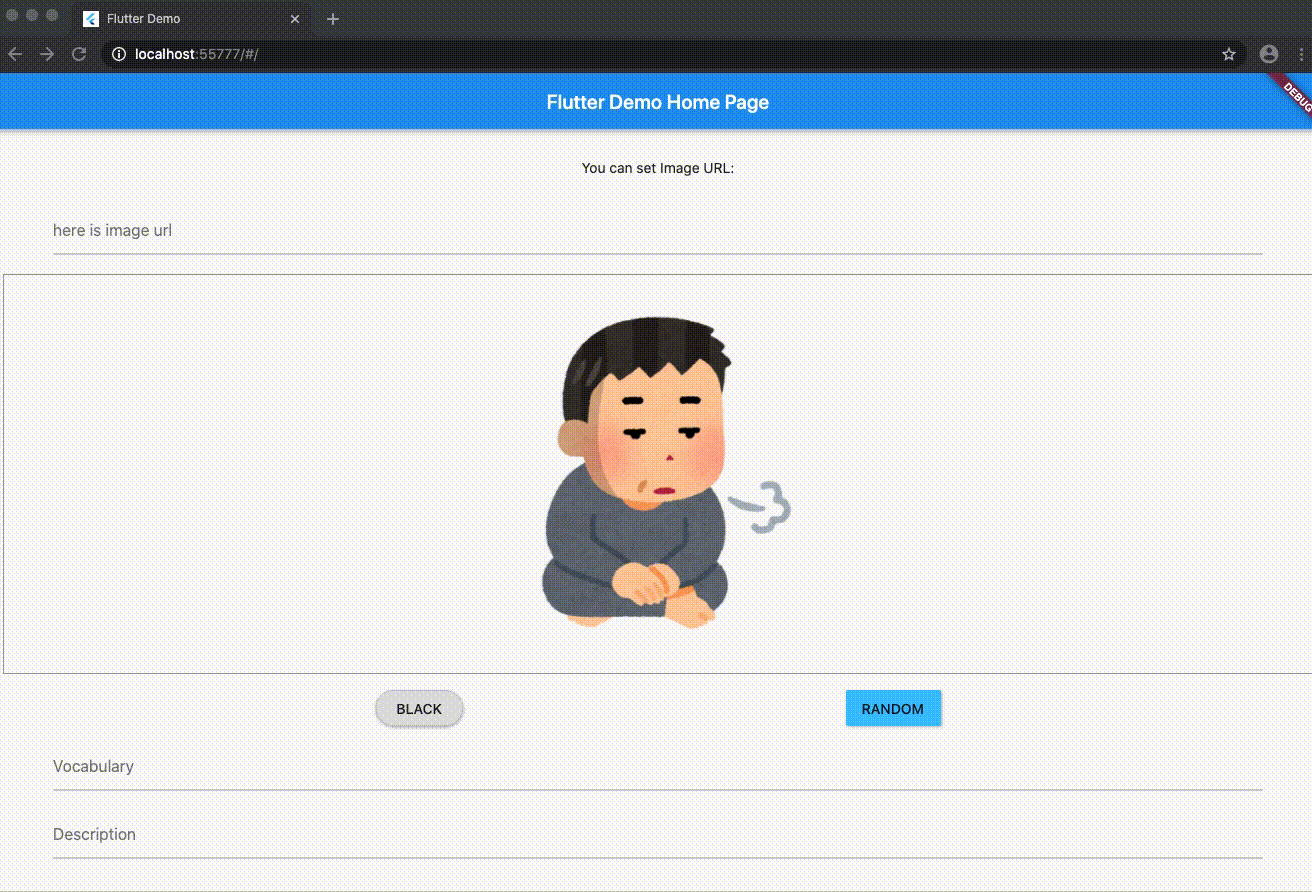 Flutter Demo
localhost:55777/#/
Flutter Demo Home Page
DEBUG
You can set Image URL:
here is image url
BLACK
RANDOM
Vocabulary
Description